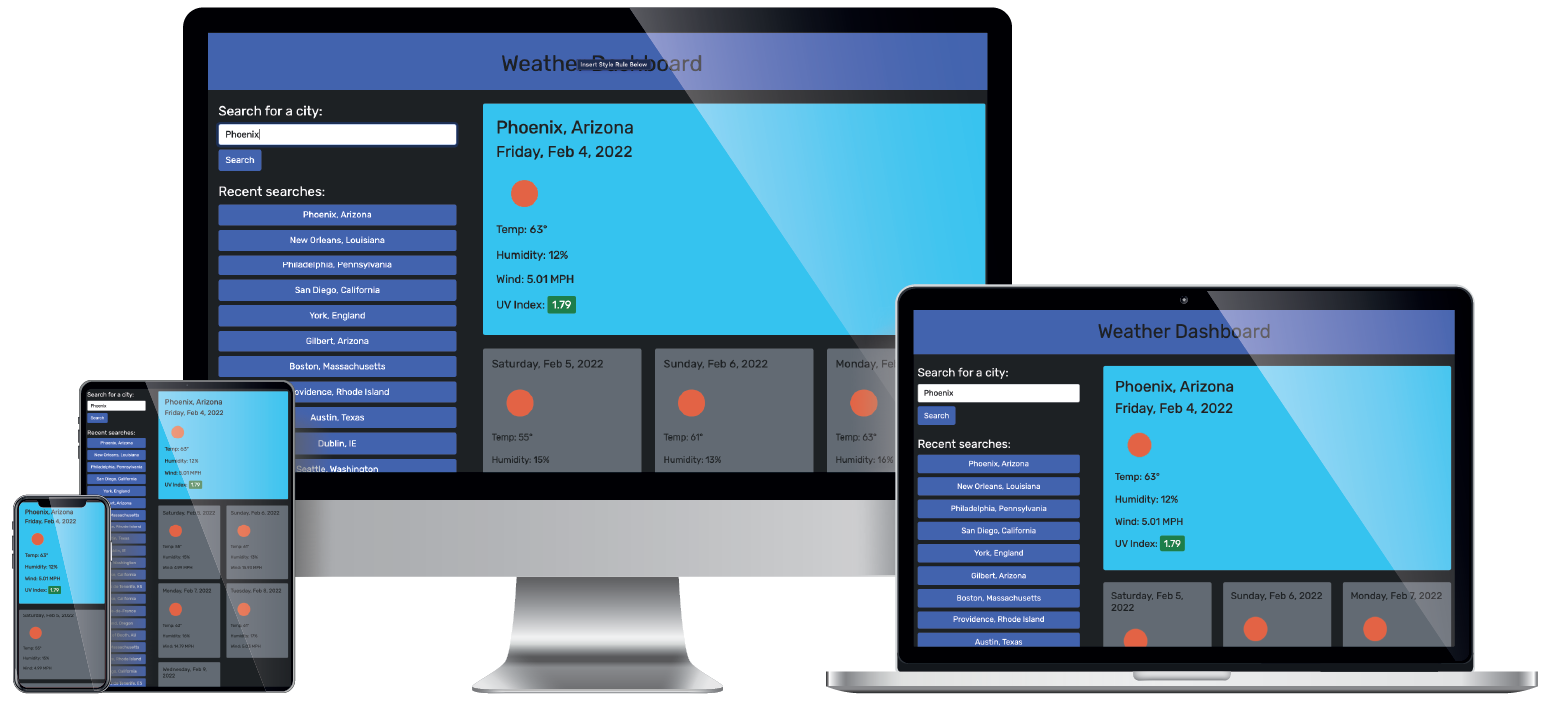 Weather Dashboard
Insert Style Rule Below
Search for a city:
Phoenix
Search
Recent searches:
Phoenix, Arizona
New Orleans, Louisiana
Philadelphia, Pennsylvania
San Diego, California
York, England
Gilbert, Arizona
Boston, Massachusetts
ovidence, Rhode Island
Austin, Texas
Dublin, IE
Seattle, Washington
Phoenix, Arizona
Friday, Feb 4, 2022
Temp: 63°
Humidity: 12%
Wind: 5.01 MPH
UV Index: 1.79
Saturday, Feb 5, 2022
Temp: 55°
Humidity: 15%
Sunday, Feb 6, 2022
Temp: 61°
Humidity: 13%
Monday, Fe
Temp: 63°
Humidity: 16%
Weather Dashboard
Search for a city:
Phoenix
Search
Recent searches:
Phoenix, Arizona
New Orleans, Louisiana
Philadelphia, Pennsylvania
San Diego, California
York, England
Gilbert, Arizona
Boston, Massachusetts
Providence, Rhode Island
Austin, Texas
Phoenix, Arizona
Friday, Feb 4, 2022
Temp: 63°
Humidity: 12%
Wind: 5.01 MPH
UV Index: 1.79
Saturday, Feb 5,
2022
Sunday, Feb 6, 2022
Monday, Feb 7, 2022
Search for a city:
Phoenix
Search
Recent searches:
Phoenix, Arizona
New Orleans, Louisiana
Philadelphia, Pennsylvania
San Diego, California
York, England
Phoenix, Arizona
Friday, Feb 4, 2022
Temp: 63°
Humidity: 12%
Wind: 5.01 MPH
UV Index: 1.79
Saturday, Feb 5, 2022
Humidity: 15%
Sunday, Feb 6, 2022
Humidity: 13%
Monday, Feb 7, 2022
Tuesday, Feb 8, 2022
Wednesday, Feb 9,
2022
Phoenix, Arizona
Friday, Feb 4, 2022
Temp: 63°
Humidity: 12%
Wind: 5.01 MPH
UV Index: 1.79
Saturday, Feb 5, 2022
Temp: 55°
Humidity: 15%